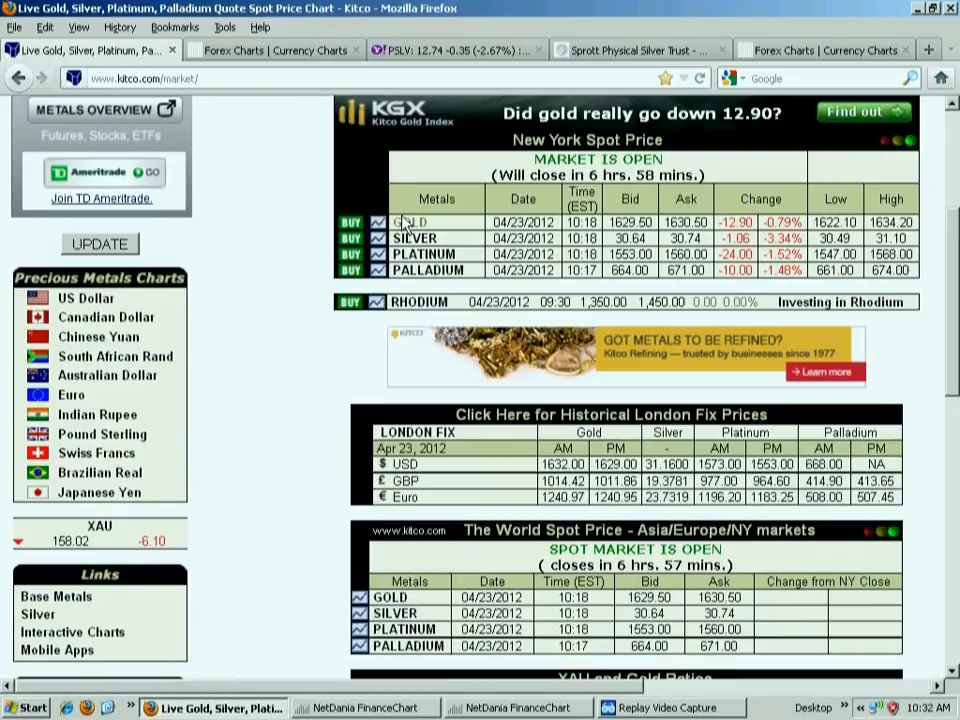 Live Gold, Silver, Platinum, Palladium Quote Spot Price Chart - Kitco - Mozilla Firefox
File Edit View History Bookmarks Tools Help
Live Gold, Silver, Platinum, Pa... Forex Charts | Currency Charts PSLV: 12.74 -0.35 (-2.67%) :... Sprott Physical Silver Trust - ... Forex Charts | Currency Charts
www.kitco.com/market/ Google
METALS OVERVIEW
Futures, Stocks, ETFs
TD Ameritrade GO
Join TD Ameritrade.
UPDATE
Precious Metals Charts
US Dollar
Canadian Dollar
Chinese Yuan
South African Rand
Australian Dollar
Euro
Indian Rupee
Pound Sterling
Swiss Francs
Brazilian Real
Japanese Yen
XAU
158.02 -6.10
Links
Base Metals
Silver
Interactive Charts
Mobile Apps
KGX
Kitco Gold Index
Did gold really go down 12.90?
Find out
New York Spot Price
MARKET IS OPEN
(Will close in 6 hrs. 58 mins.)
Metals Date Time (EST) Bid Ask Change Low High
BUY GOLD 04/23/2012 10:18 1629.50 1630.50 -12.90 -0.79% 1622.10 1634.20
BUY SILVER 04/23/2012 10:18 30.64 30.74 -1.06 -3.34% 30.49 31.10
BUY PLATINUM 04/23/2012 10:18 1553.00 1560.00 -24.00 -1.52% 1547.00 1568.00
BUY PALLADIUM 04/23/2012 10:17 664.00 671.00 -10.00 -1.48% 661.00 674.00
BUY RHODIUM 04/23/2012 09:30 1,350.00 1,450.00 0.00 0.00% Investing in Rhodium
KITCO
GOT METALS TO BE REFINED?
Kitco Refining — trusted by businesses since 1977
Learn more
Click Here for Historical London Fix Prices
LONDON FIX Gold Silver Platinum Palladium
Apr 23, 2012 AM PM - AM PM AM PM
$ USD 1632.00 1629.00 31.1600 1573.00 1553.00 668.00 NA
£ GBP 1014.42 1011.86 19.3781 977.00 964.60 414.90 413.65
€ Euro 1240.97 1240.95 23.7319 1196.20 1183.25 508.00 507.45
www.kitco.com The World Spot Price - Asia/Europe/NY markets
SPOT MARKET IS OPEN
( closes in 6 hrs. 57 mins.)
Metals Date Time (EST) Bid Ask Change from NY Close
GOLD 04/23/2012 10:18 1629.50 1630.50
SILVER 04/23/2012 10:18 30.64 30.74
PLATINUM 04/23/2012 10:18 1553.00 1560.00
PALLADIUM 04/23/2012 10:17 664.00 671.00
XAU and Gold Ratios
Start Live Gold, Silver, Plati... NetDania FinanceChart NetDania FinanceChart Replay Video Capture Desktop 10:32 AM